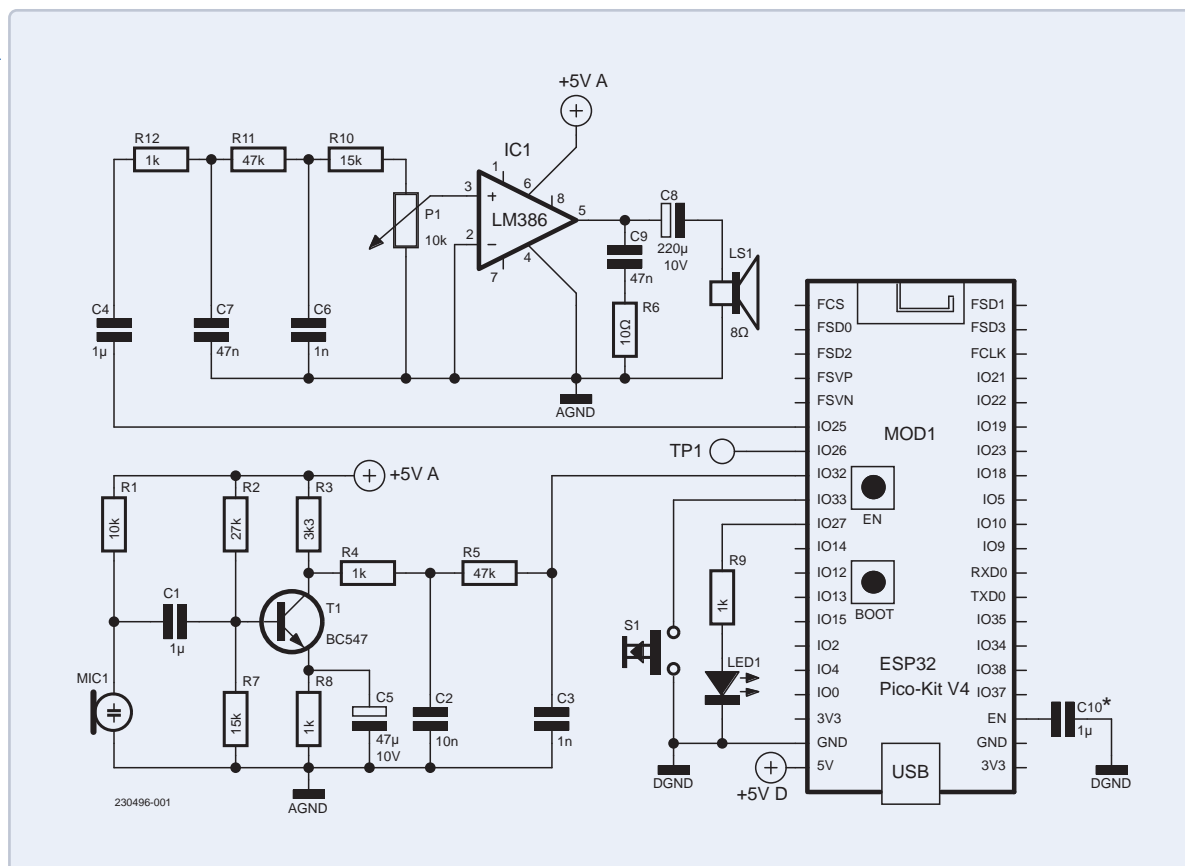 +5V A
R12
1k
R11
47k
R10
15k
P1
10k
IC1
LM386
1
3
+
2
–
6
8
5
4
7
C8
220µ
10V
C9
47n
R6
10Ω
LS1
8Ω
C4
1µ
C7
47n
C6
1n
AGND
TP1
+5V A
R1
10k
R2
27k
R3
3k3
R4
1k
R5
47k
C1
1µ
T1
BC547
MIC1
R7
15k
R8
1k
C5
47µ
10V
C2
10n
C3
1n
AGND
230496-001
S1
R9
1k
LED1
DGND
+5V D
FCS
FSD0
FSD2
FSVP
FSVN
IO25
IO26
IO32
IO33
IO27
IO14
IO12
IO13
IO15
IO2
IO4
IO0
3V3
GND
5V
MOD1
EN
BOOT
ESP32
Pico-Kit V4
USB
FSD1
FSD3
FCLK
IO21
IO22
IO19
IO23
IO18
IO5
IO10
IO9
RXD0
TXD0
IO35
IO34
IO38
IO37
EN
GND
3V3
C10*
1µ
DGND